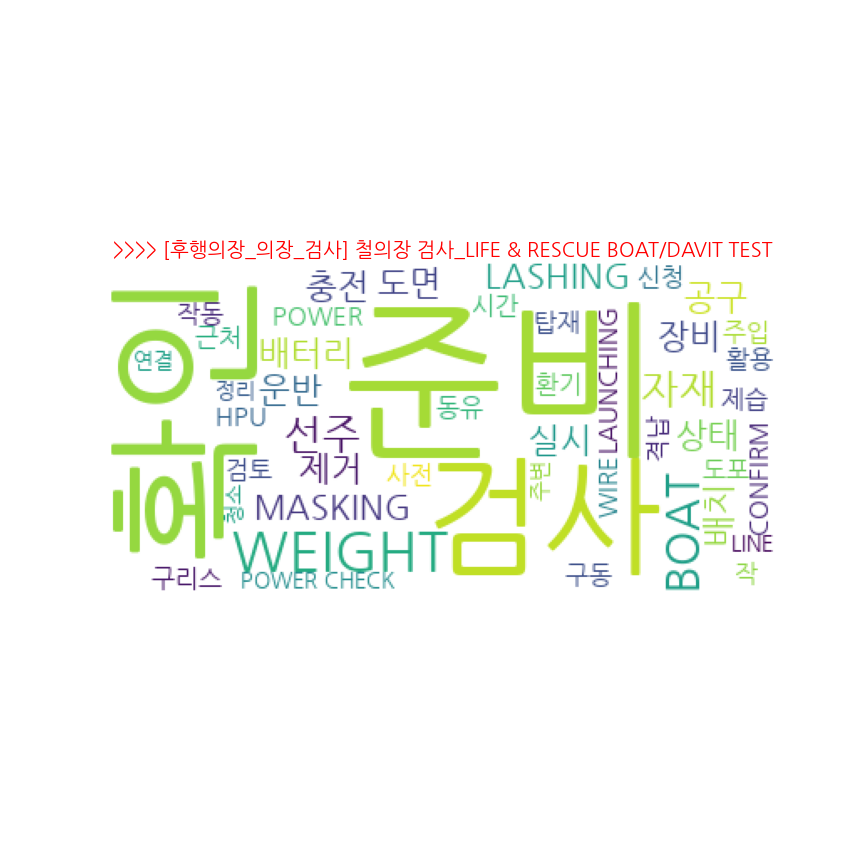 >>>> [후행의장_의장_검사] 철의장 검사_LIFE & RESCUE BOAT/DAVIT TEST
충전 도면 LASHING 신청
작동 POWER 시간 탑재 공구
연결 근처 배터리 확인 준비 LAUNCHING 장비 주입
정리 운반 환기 자재 활용
HPU 선주 동유 실시 적납 상태 제습
검토 제거 사전 검사 주변 WIRE 도포 CONFIRM
청소 MASKING BOAT 배치
WEIGHT LINE
구리스 POWER CHECK 구동 작